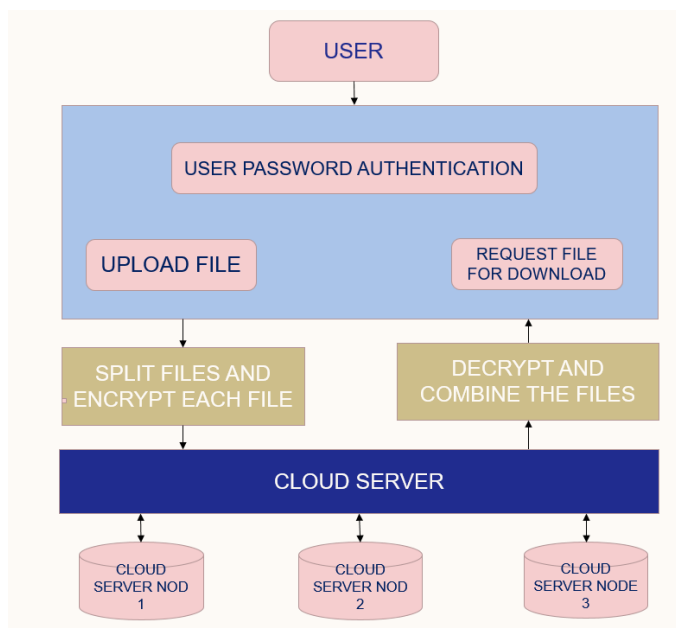 USER
USER PASSWORD AUTHENTICATION
UPLOAD FILE
REQUEST FILE
FOR DOWNLOAD
SPLIT FILES AND
ENCRYPT EACH FILE
DECRYPT AND
COMBINE THE FILES
CLOUD SERVER
CLOUD
SERVER NOD
1
CLOUD
SERVER NOD
2
CLOUD
SERVER NODE
3